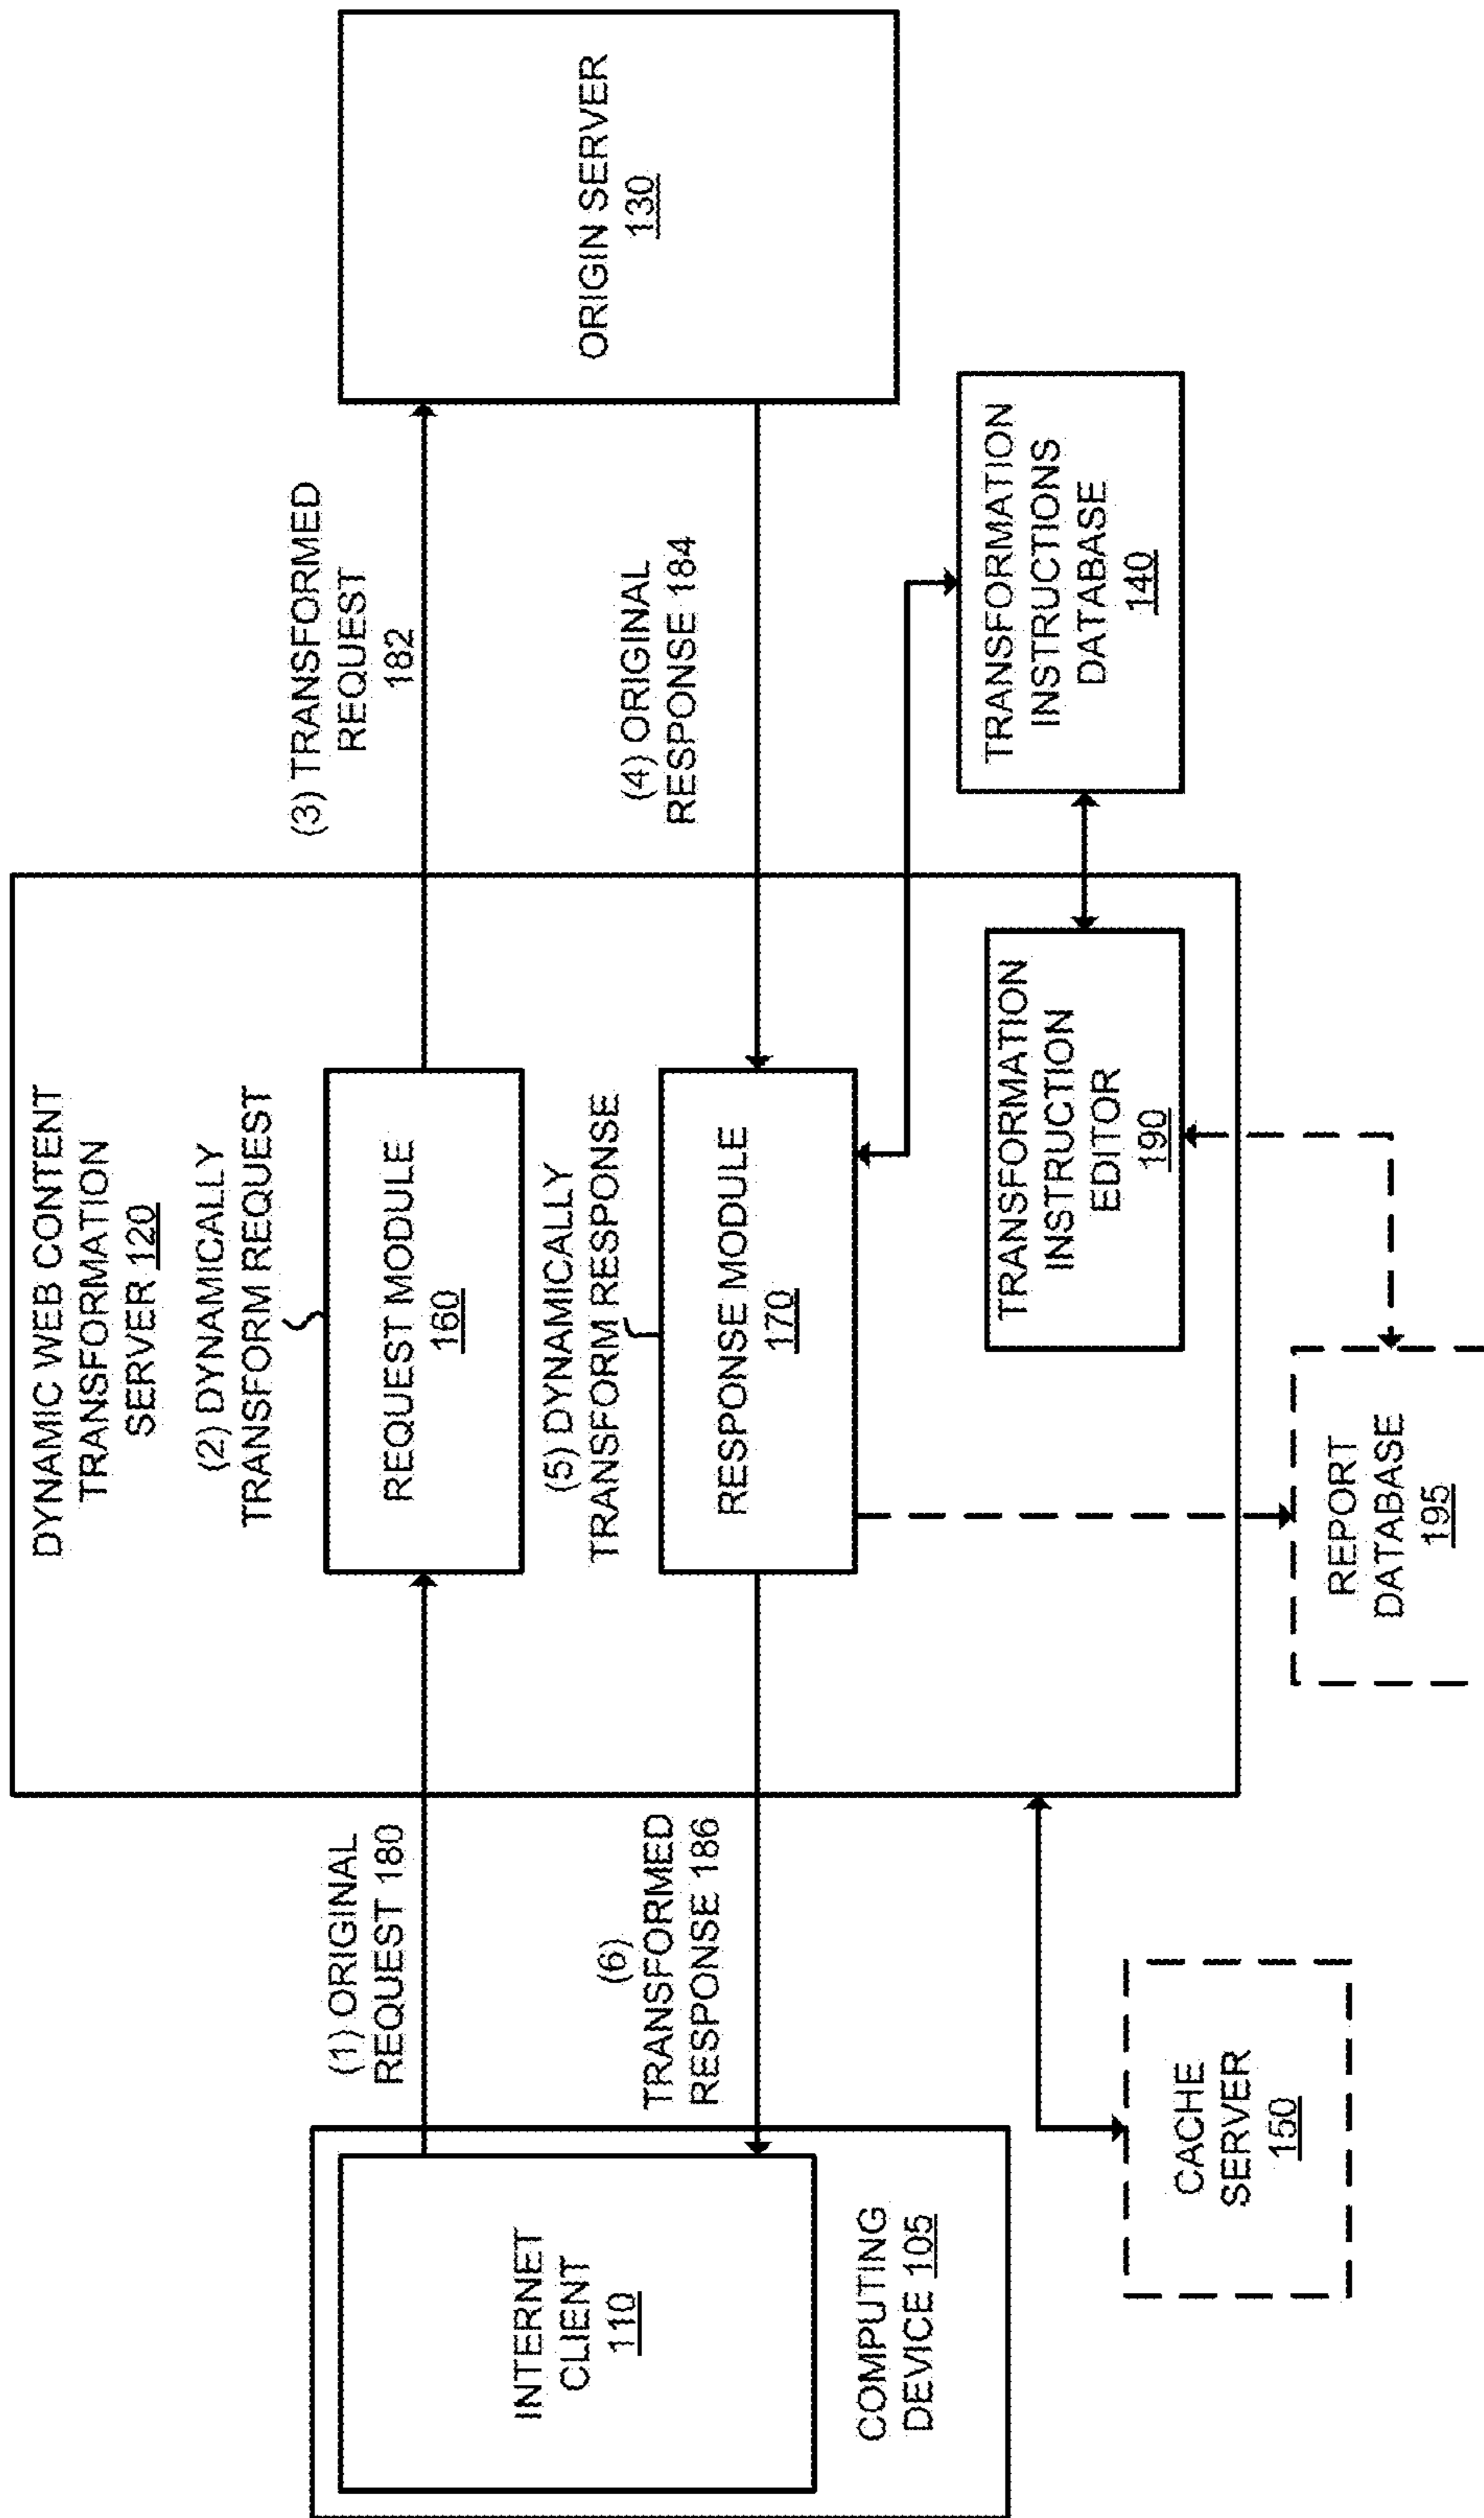 DYNAMIC WEB CONTENT
TRANSFORMATION
SERVER 120
(2) DYNAMICALLY
TRANSFORM REQUEST
(1) ORIGINAL
REQUEST 180
REQUEST MODULE
160
(3) TRANSFORMED
REQUEST
182
INTERNET
CLIENT
110
COMPUTING
DEVICE 105
(6)
TRANSFORMED
RESPONSE 186
(5) DYNAMICALLY
TRANSFORM RESPONSE
RESPONSE MODULE
170
(4) ORIGINAL
RESPONSE 184
ORIGIN SERVER
130
TRANSFORMATION
INSTRUCTION
EDITOR
190
TRANSFORMATION
INSTRUCTIONS
DATABASE
140
CACHE
SERVER
150
REPORT
DATABASE
195